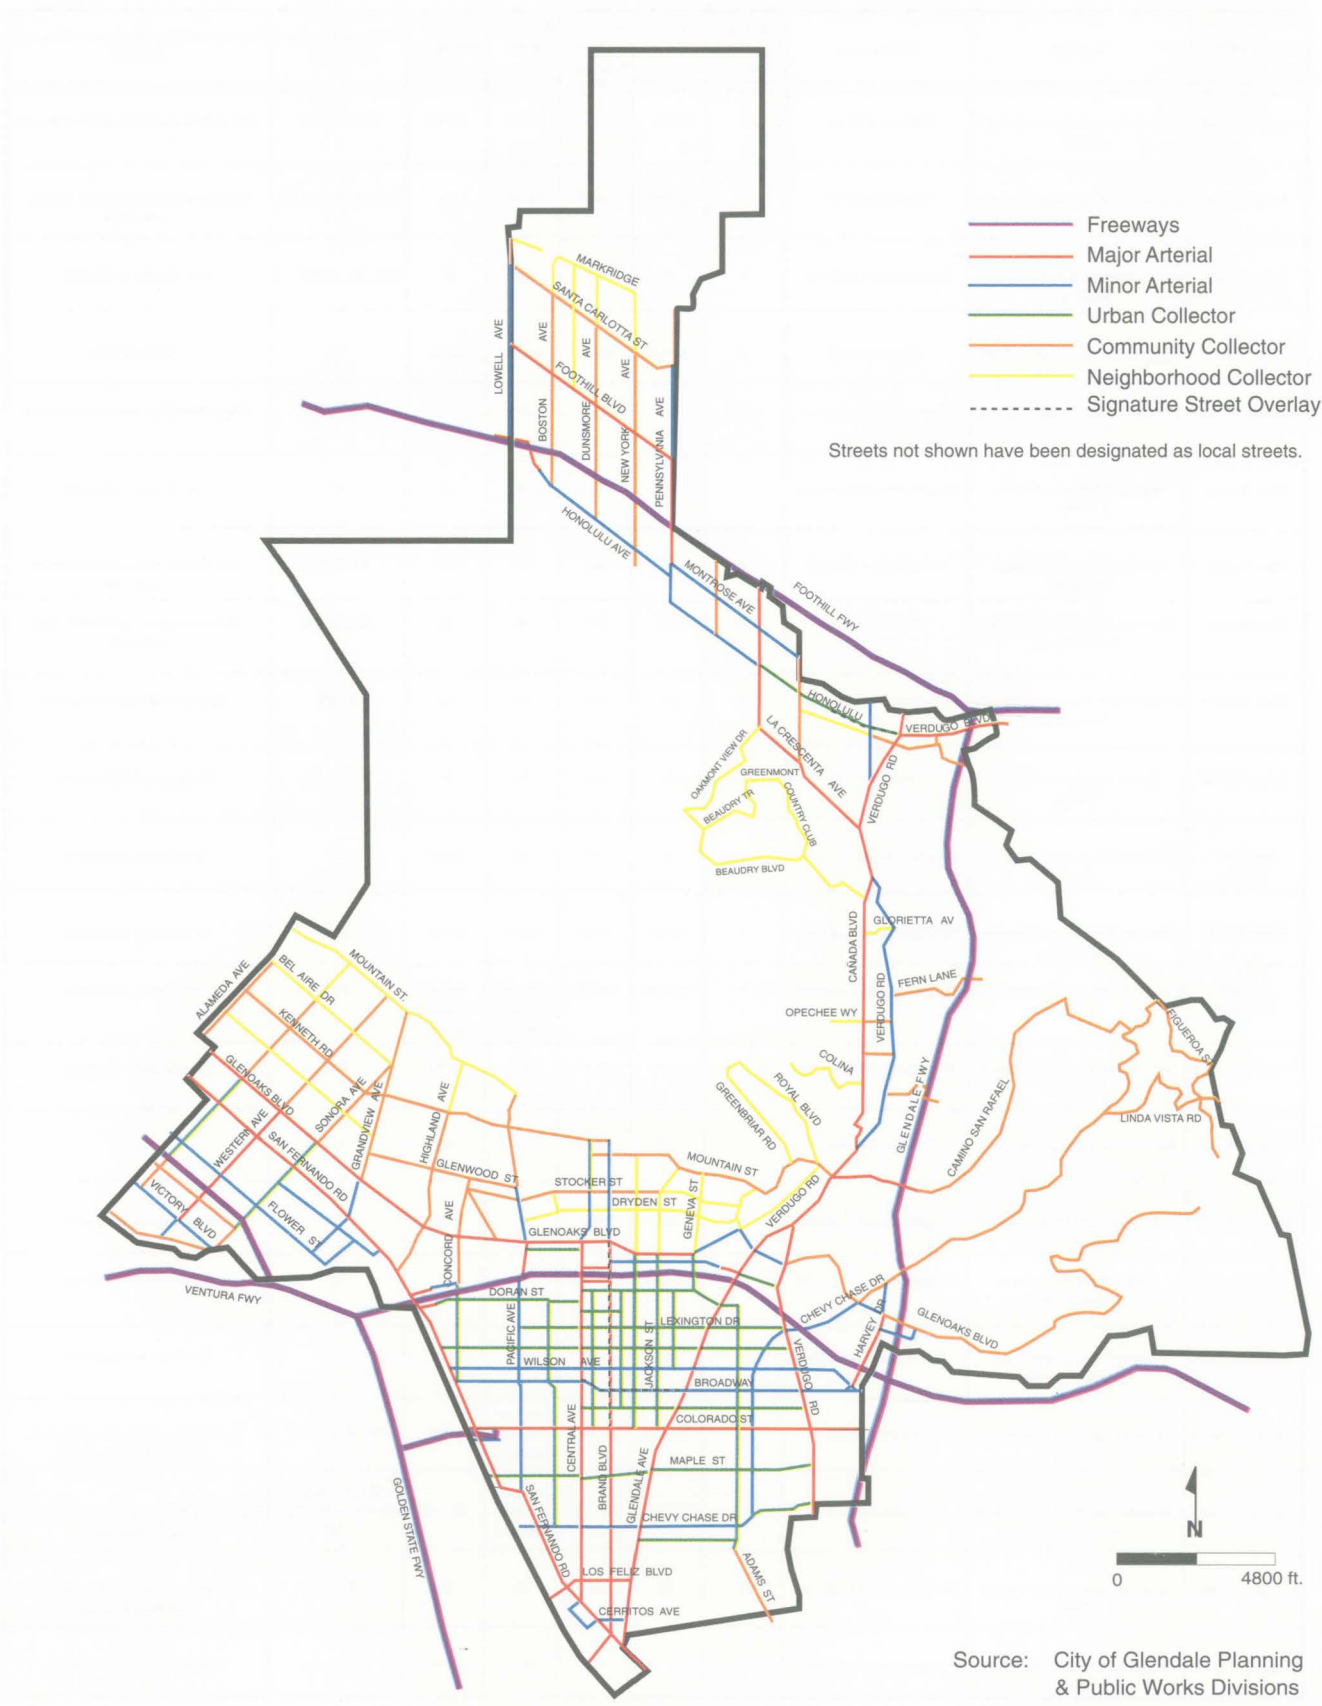 Freeways
Major Arterial
Minor Arterial
Urban Collector
Community Collector
Neighborhood Collector
Signature Street Overlay
Streets not shown have been designated as local streets.
MARKRIDGE
SANTA CARLOTTA ST
LOWELL AVE
BOSTON AVE
DUNSMORE AVE
NEW YORK AVE
PENNSYLVANIA AVE
FOOTHILL BLVD
HONOLULU AVE
MONTROSE AVE
FOOTHILL FWY
HONOLULU
VERDUGO BLVD
LA CRESCENTA AVE
OAKMONT VIEW DR
GREENMONT
BEAUDRY TR
COUNTRY CLUB
VERDUGO RD
BEAUDRY BLVD
CAÑADA BLVD
GLORIETTA AV
VERDUGO RD
FERN LANE
OPECHEE WY
COLINA
ROYAL BLVD
GREENBRIAR RD
GLENDALE FWY
CAMINO SAN RAFAEL
FIGUEROA ST
LINDA VISTA RD
ALAMEDA AVE
BEL AIRE DR
MOUNTAIN ST.
KENNETH RD
GLENOAKS BLVD
SONORA AVE
GRANDVIEW AVE
HIGHLAND AVE
WESTERN AVE
SAN FERNANDO RD
VICTORY BLVD
FLOWER ST
GLENWOOD ST.
CONCORD AVE
STOCKER ST
MOUNTAIN ST
DRYDEN ST
GENEVA ST
VERDUGO RD
GLENOAKS BLVD
VENTURA FWY
DORAN ST
PACIFIC AVE
LEXINGTON DR
CHEVY CHASE DR
HARVEY DR
GLENOAKS BLVD
WILSON AVE
JACKSON ST
BROADWAY
VERDUGO RD
COLORADO ST
CENTRAL AVE
BRAND BLVD
GLENDALE AVE
MAPLE ST
CHEVY CHASE DR
SAN FERNANDO RD
GOLDEN STATE FWY
LOS FELIZ BLVD
CERRITOS AVE
ADAMS ST
N
0 4800 ft.
Source: City of Glendale Planning
& Public Works Divisions